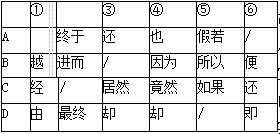 ① ③ ④ ⑤ ⑥
A 终于 还 也 假若 /
B 越 进而 / 因为 所以 便
C 经 / 居然 竟然 如果 还
D 由 最终 却 却 / 即